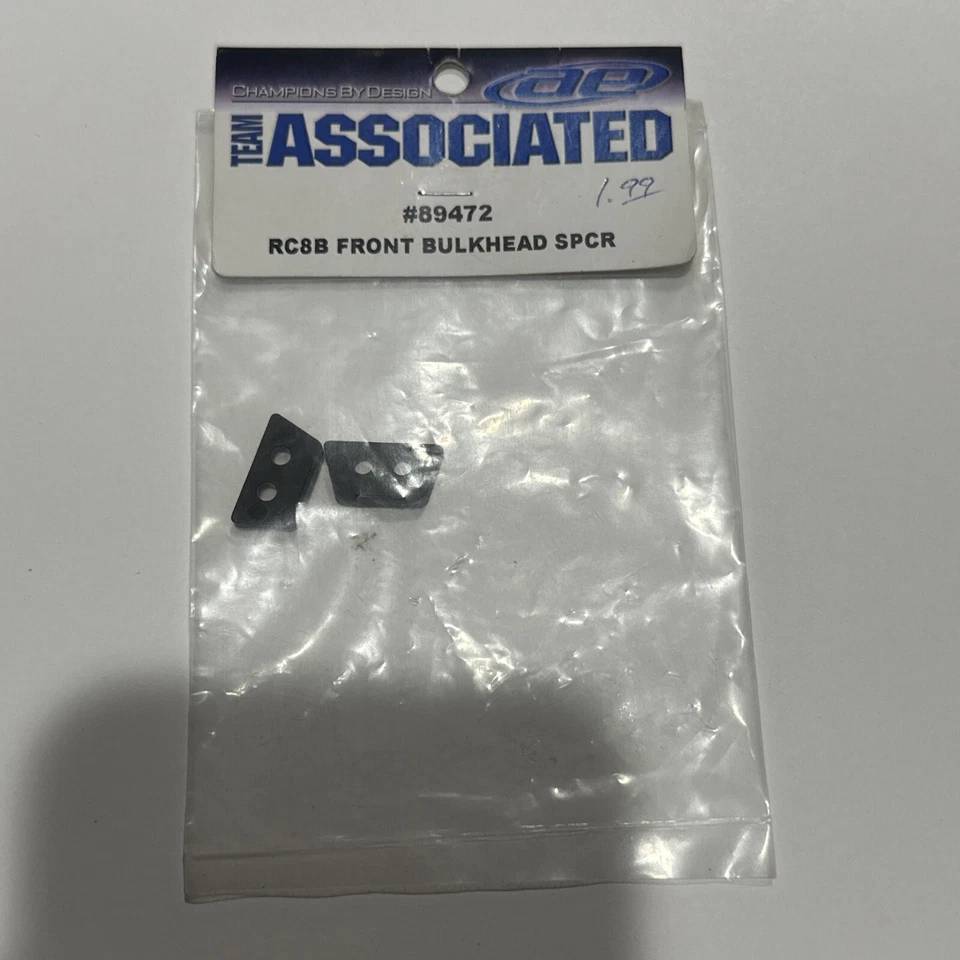 CHAMPIONS BY DESIGN
ae
TEAM ASSOCIATED
1.99
#89472
RC8B FRONT BULKHEAD SPCR